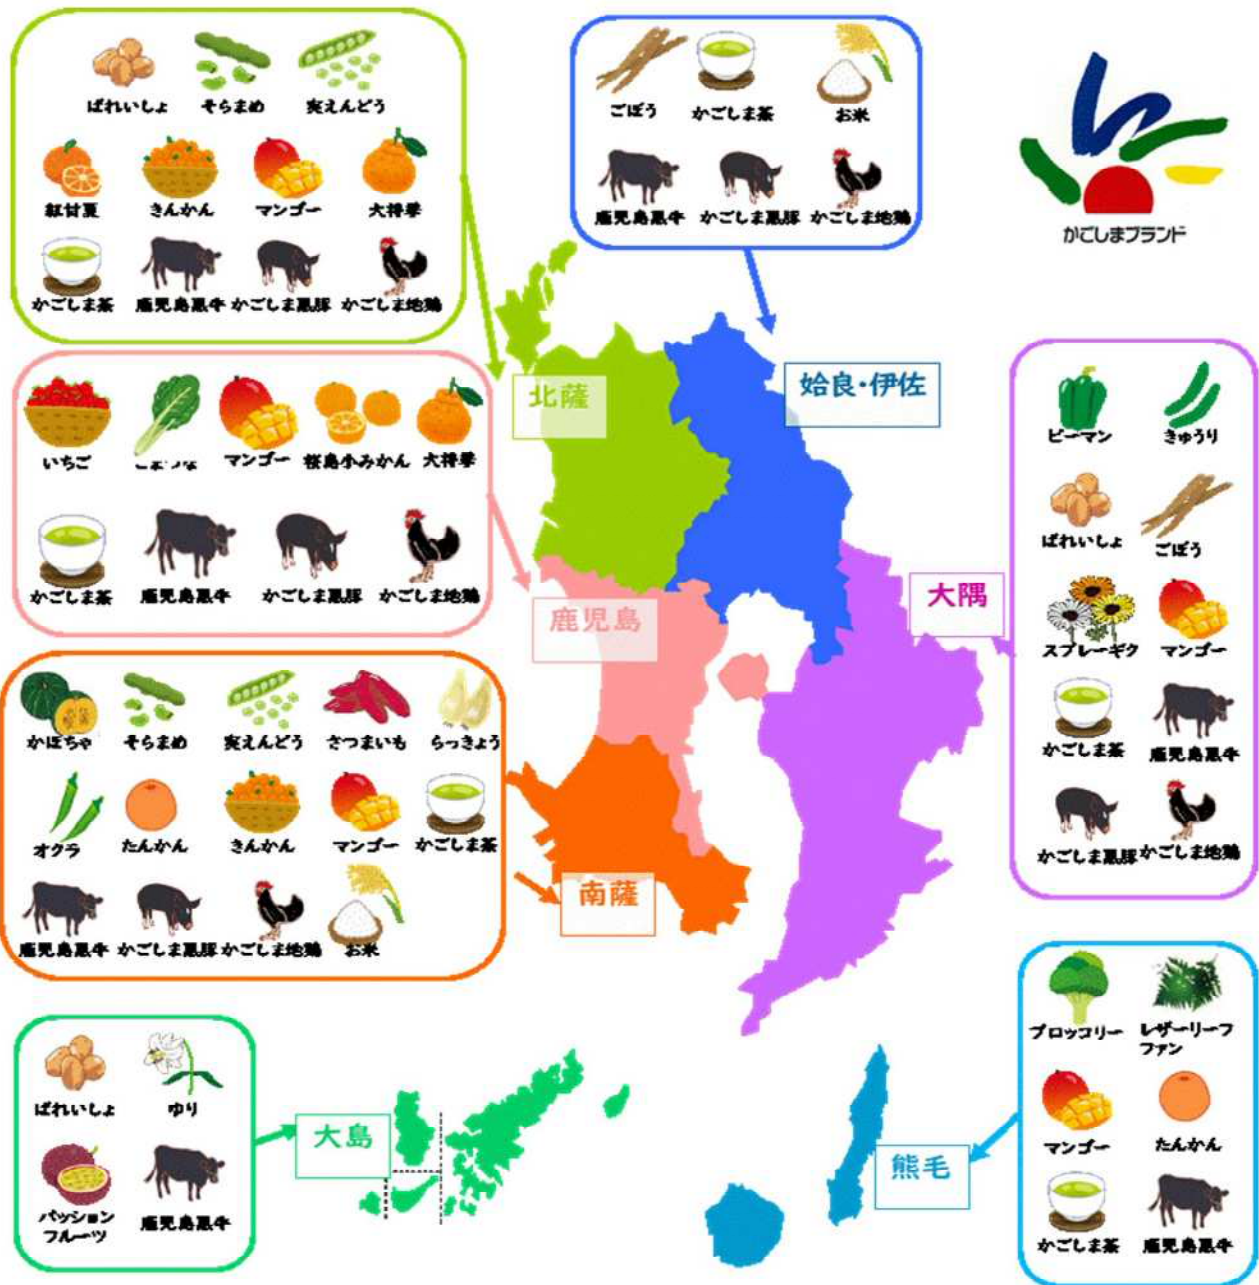 ばれいしょ そらまめ 実えんどう
紅甘夏 きんかん マンゴー 大将季
かごしま茶 鹿児島黒牛 かごしま黒豚 かごしま地鶏
ごぼう かごしま茶 お米
鹿児島黒牛 かごしま黒豚 かごしま地鶏
かごしまブランド
北薩
姶良・伊佐
いちご こまつな マンゴー 桜島小みかん 大将季
かごしま茶 鹿児島黒牛 かごしま黒豚 かごしま地鶏
鹿児島
大隅
ピーマン きゅうり
ばれいしょ ごぼう
スプレーギク マンゴー
かごしま茶 鹿児島黒牛
かごしま黒豚 かごしま地鶏
かぼちゃ そらまめ 実えんどう さつまいも らっきょう
オクラ たんかん きんかん マンゴー かごしま茶
鹿児島黒牛 かごしま黒豚 かごしま地鶏 お米
南薩
ばれいしょ ゆり
パッション
フルーツ
鹿児島黒牛
大島
熊毛
ブロッコリー
レザーリーフ
ファン
マンゴー たんかん
かごしま茶 鹿児島黒牛